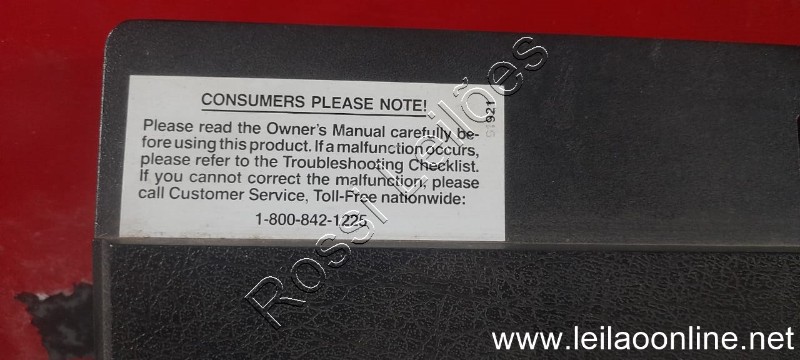 CONSUMERS PLEASE NOTE!
Please read the Owner's Manual carefully be-
fore using this product. If a malfunction occurs,
please refer to the Troubleshooting Checklist.
If you cannot correct the malfunction, please
call Customer Service, Toll-Free nationwide:
1-800-842-1225
921
Rossi Leilões
www.leilaoonline.net